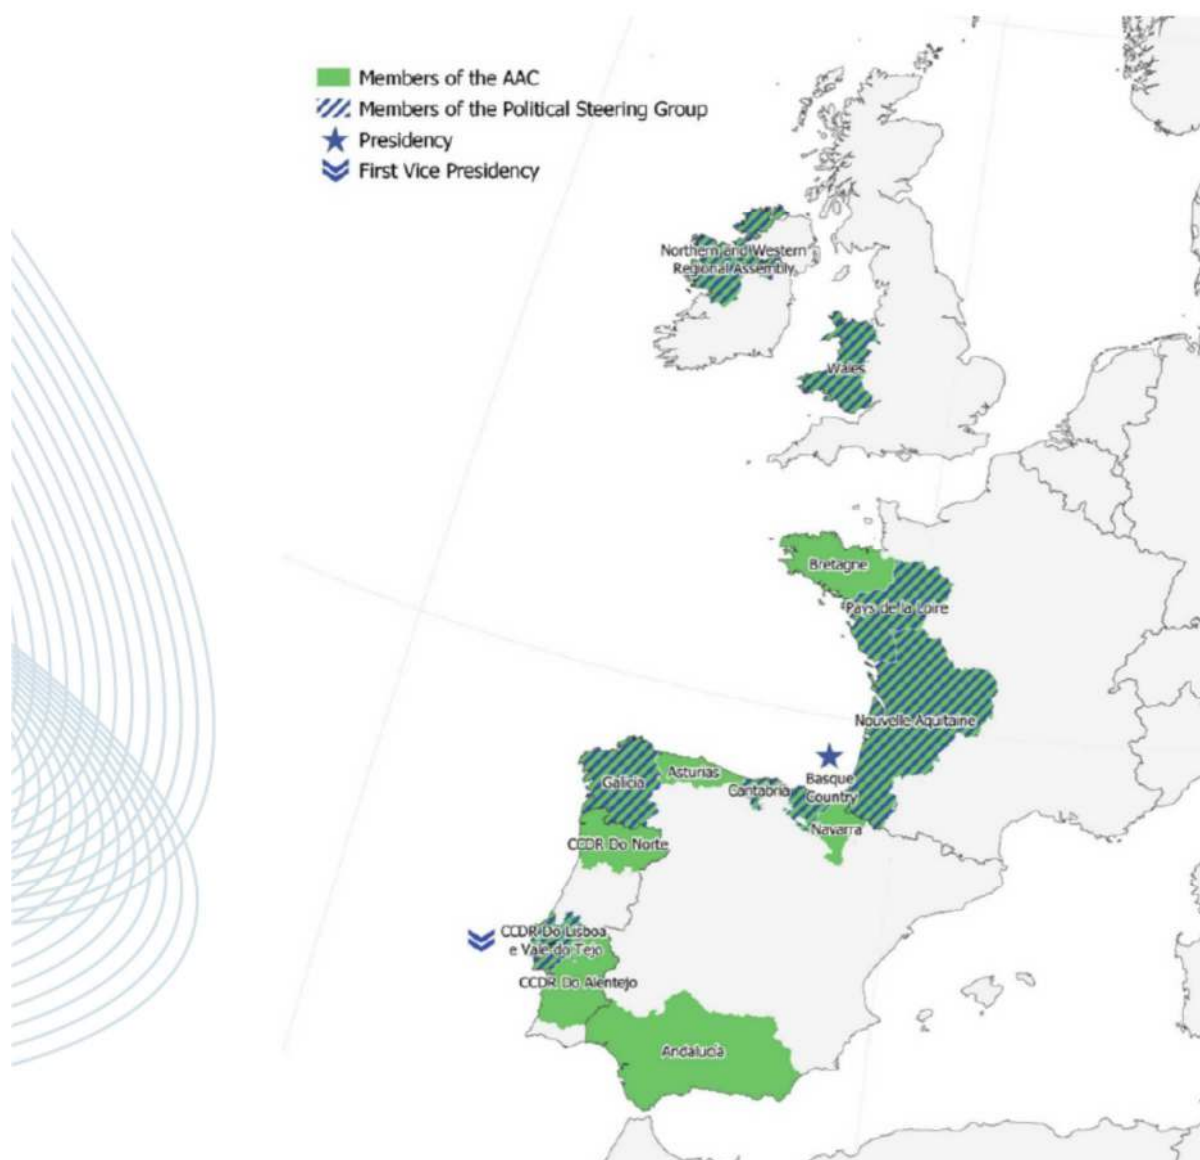 Members of the AAC
Members of the Political Steering Group
Presidency
First Vice Presidency
Northern and Western
Regional Assembly
Wales
Bretagne
Pays de la Loire
Nouvelle Aquitaine
Galicia
Asturias
Cantabria
Basque
Country
Navarra
CCDR Do Norte
CCDR Do Lisboa
e Vale do Tejo
CCDR Do Alentejo
Andalucía